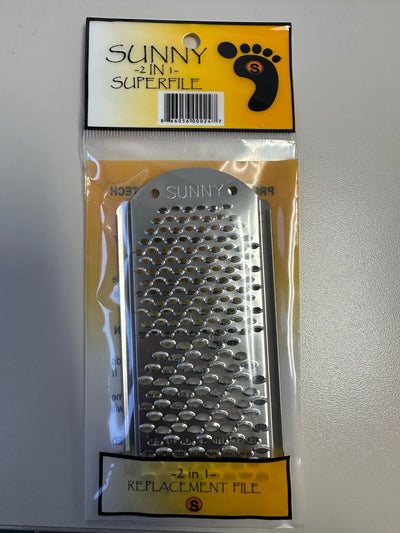 SUNNY
-2 IN 1-
SUPERFILE
S
SUNNY
-2 in 1-
REPLACEMENT FILE
S